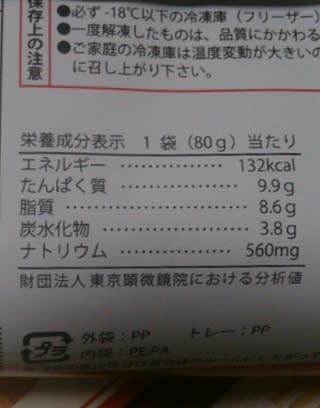 保存上の注意
●必ず -18℃以下の冷凍庫（フリーザー）
●一度解凍したものは、品質にかかわる
●ご家庭の冷凍庫は温度変動が大きいの
に召し上がり下さい。
栄養成分表示 1 袋（80g）当たり
エネルギー ················ 132kcal
たんぱく質 ················ 9.9g
脂質 ························ 8.6g
炭水化物 ·················· 3.8g
ナトリウム ················ 560mg
財団法人東京顕微鏡院における分析値
プラ
外袋：PP トレー：PP
内袋：PE,PA